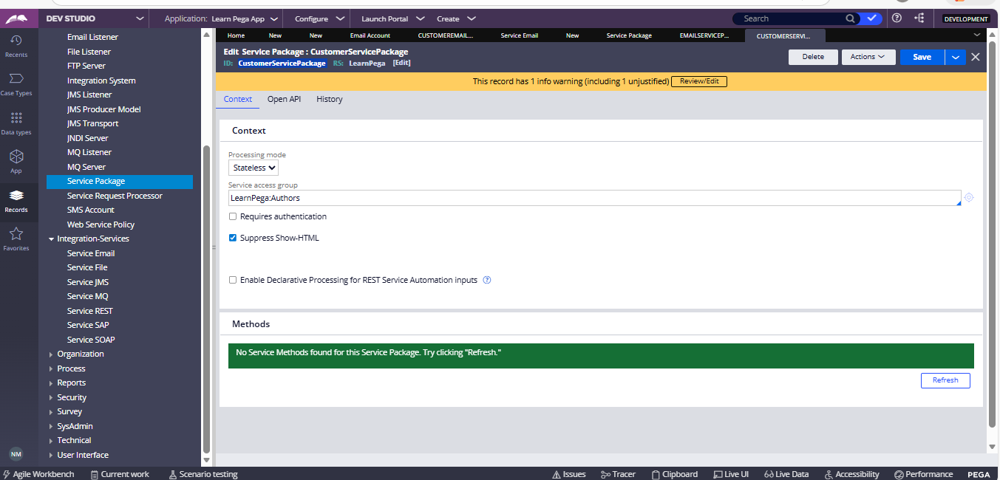 DEV STUDIO
Application: Learn Pega App
Configure
Launch Portal
Create
Search
DEVELOPMENT
Recents
Case Types
Data types
App
Records
Favorites
NM
Email Listener
File Listener
FTP Server
Integration System
JMS Listener
JMS Producer Model
JMS Transport
JNDI Server
MQ Listener
MQ Server
Service Package
Service Request Processor
SMS Account
Web Service Policy
Integration-Services
Service Email
Service File
Service JMS
Service MQ
Service REST
Service SAP
Service SOAP
Organization
Process
Reports
Security
Survey
SysAdmin
Technical
User Interface
Home New New Email Account CUSTOMEREMAIL... Service Email New Service Package EMAILSERVICEP... CUSTOMERSERVI...
Edit Service Package : CustomerServicePackage
ID: CustomerServicePackage RS: LearnPega [Edit]
Delete Actions Save
This record has 1 info warning (including 1 unjustified) Review/Edit
Context Open API History
Context
Processing mode
Stateless
Service access group
LearnPega:Authors
Requires authentication
Suppress Show-HTML
Enable Declarative Processing for REST Service Automation inputs
Methods
No Service Methods found for this Service Package. Try clicking "Refresh."
Refresh
Agile Workbench Current work Scenario testing Issues Tracer Clipboard Live UI Live Data Accessibility Performance PEGA